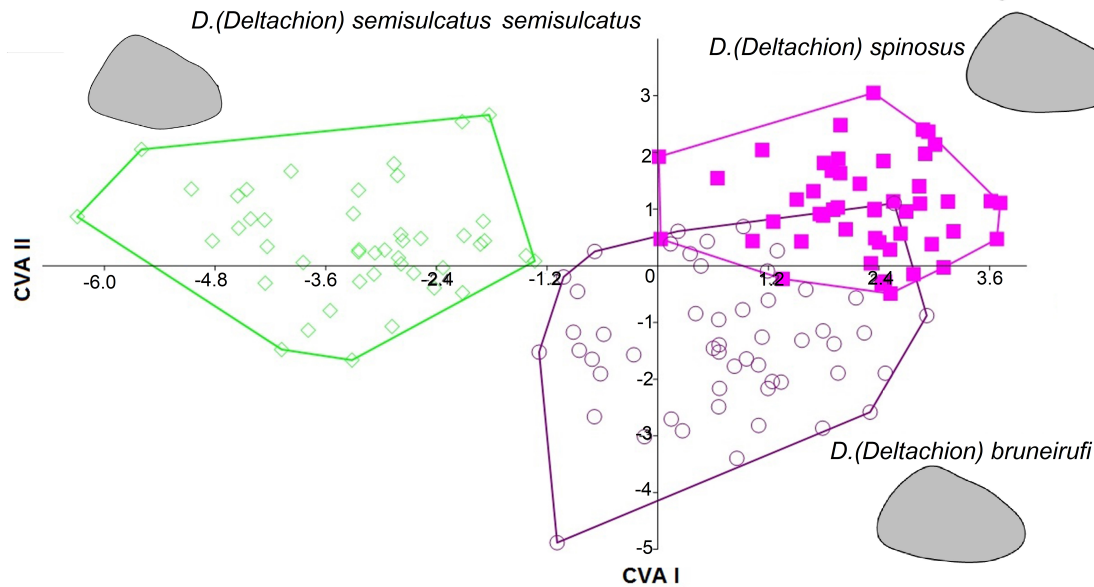 D.(Deltachion) semisulcatus semisulcatus
D.(Deltachion) spinosus
3
2
1
0
-6.0 -4.8 -3.6 -2.4 -1.2 1.2 2.4 3.6
-1
-2
-3
-4
-5
CVA II
D.(Deltachion) bruneirufi
CVA I